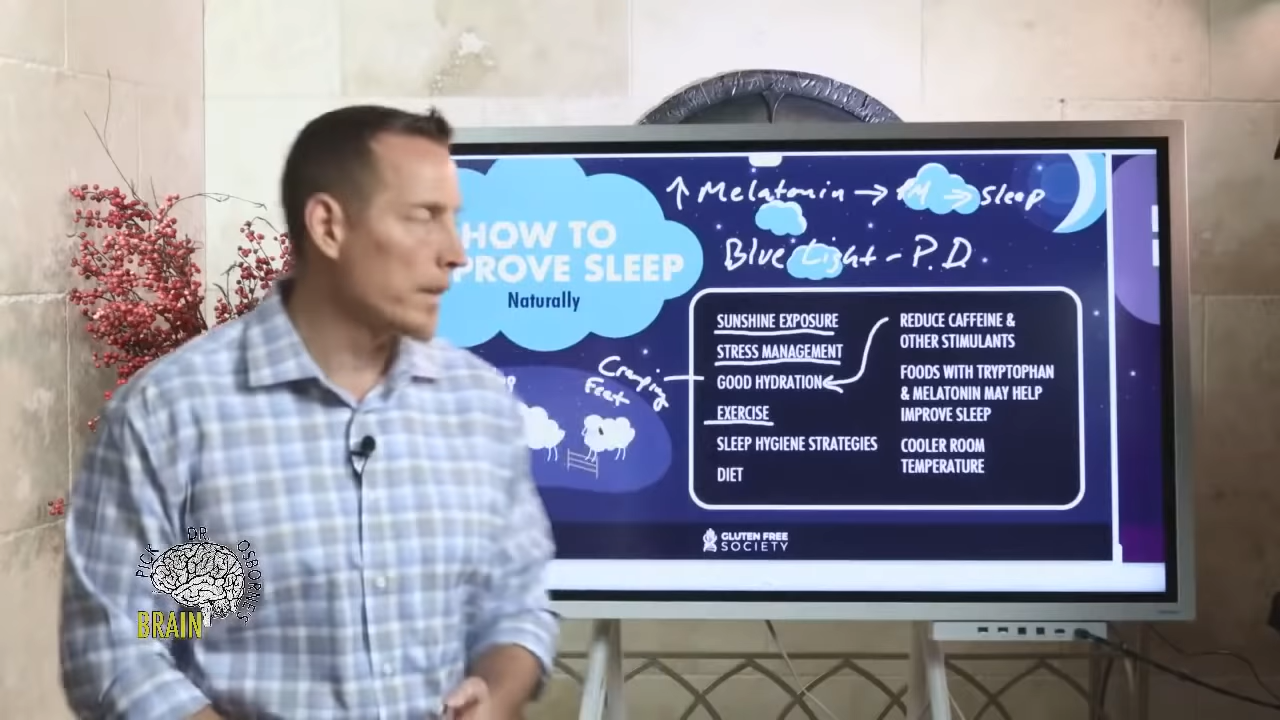 ↑ Melatonin → AM → Sleep
Blue Light - P.D.
HOW TO
PROVE SLEEP
Naturally
Cramping
Feet
SUNSHINE EXPOSURE
STRESS MANAGEMENT
GOOD HYDRATION
EXERCISE
SLEEP HYGIENE STRATEGIES
DIET
REDUCE CAFFEINE &
OTHER STIMULANTS
FOODS WITH TRYPTOPHAN
& MELATONIN MAY HELP
IMPROVE SLEEP
COOLER ROOM
TEMPERATURE
GLUTEN FREE
SOCIETY
PICK DR OSBORNE'S
BRAIN